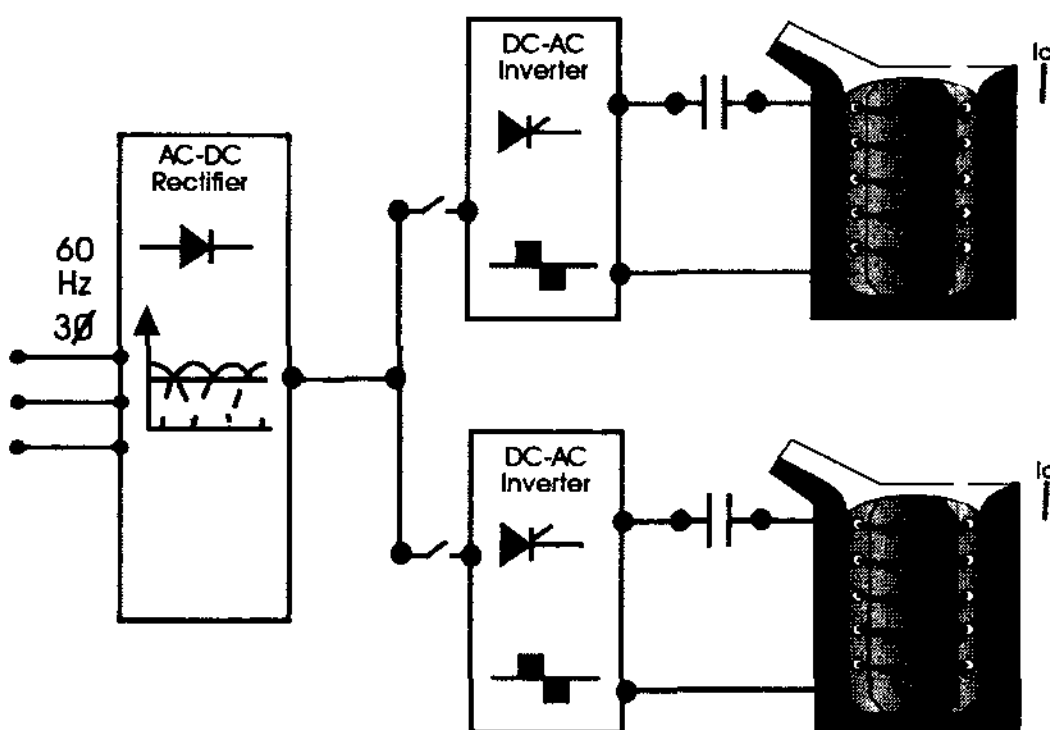 DC-AC
Inverter
AC-DC
Rectifier
60
Hz
3Ø
DC-AC
Inverter